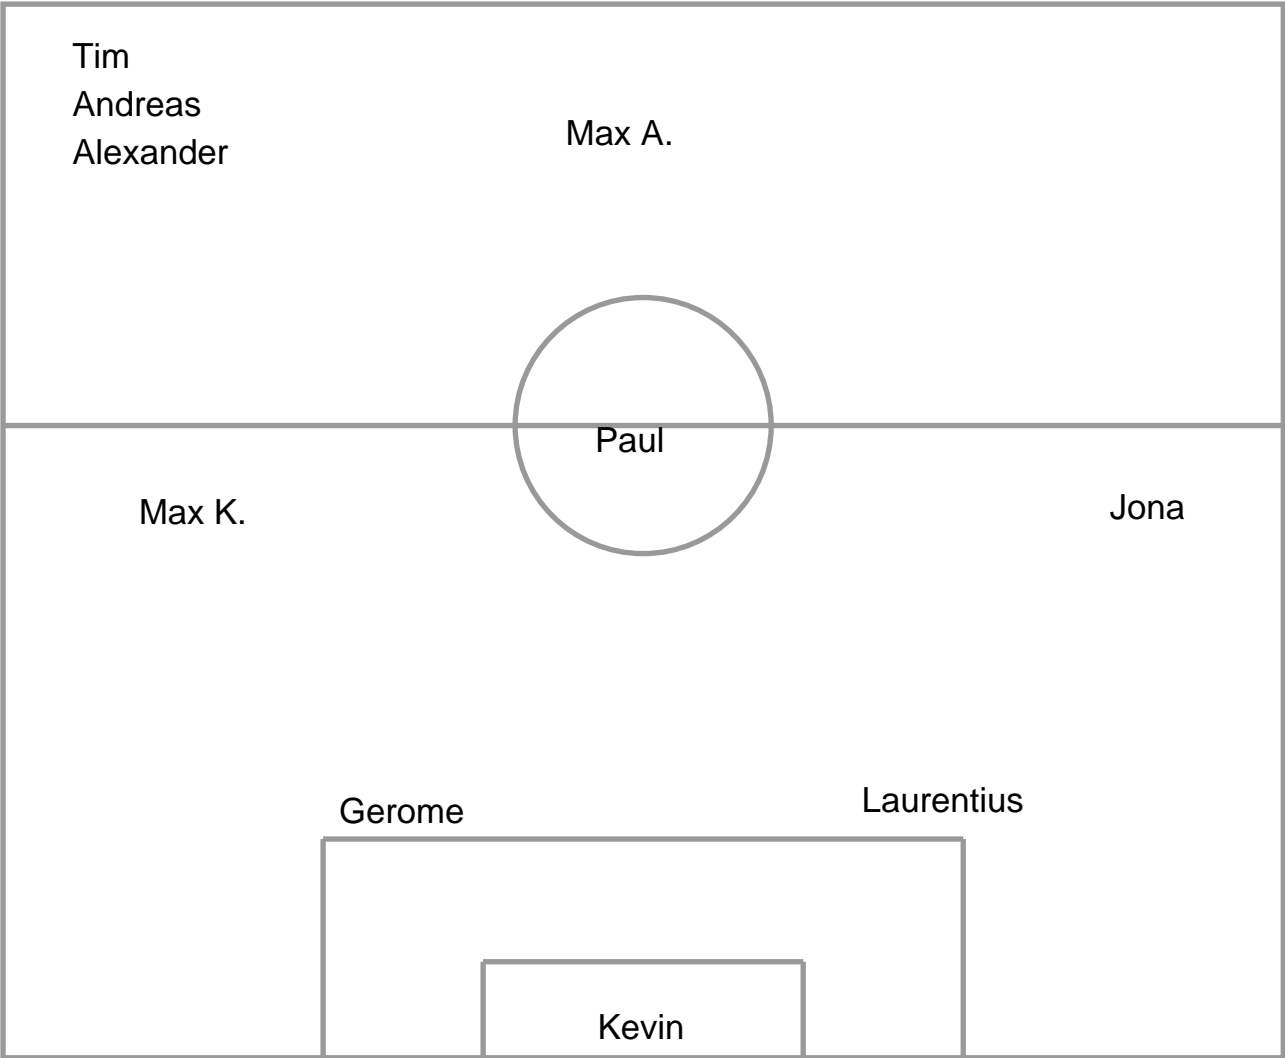 Tim
Andreas
Alexander
Max A.
Paul
Max K.
Jona
Gerome
Laurentius
Kevin